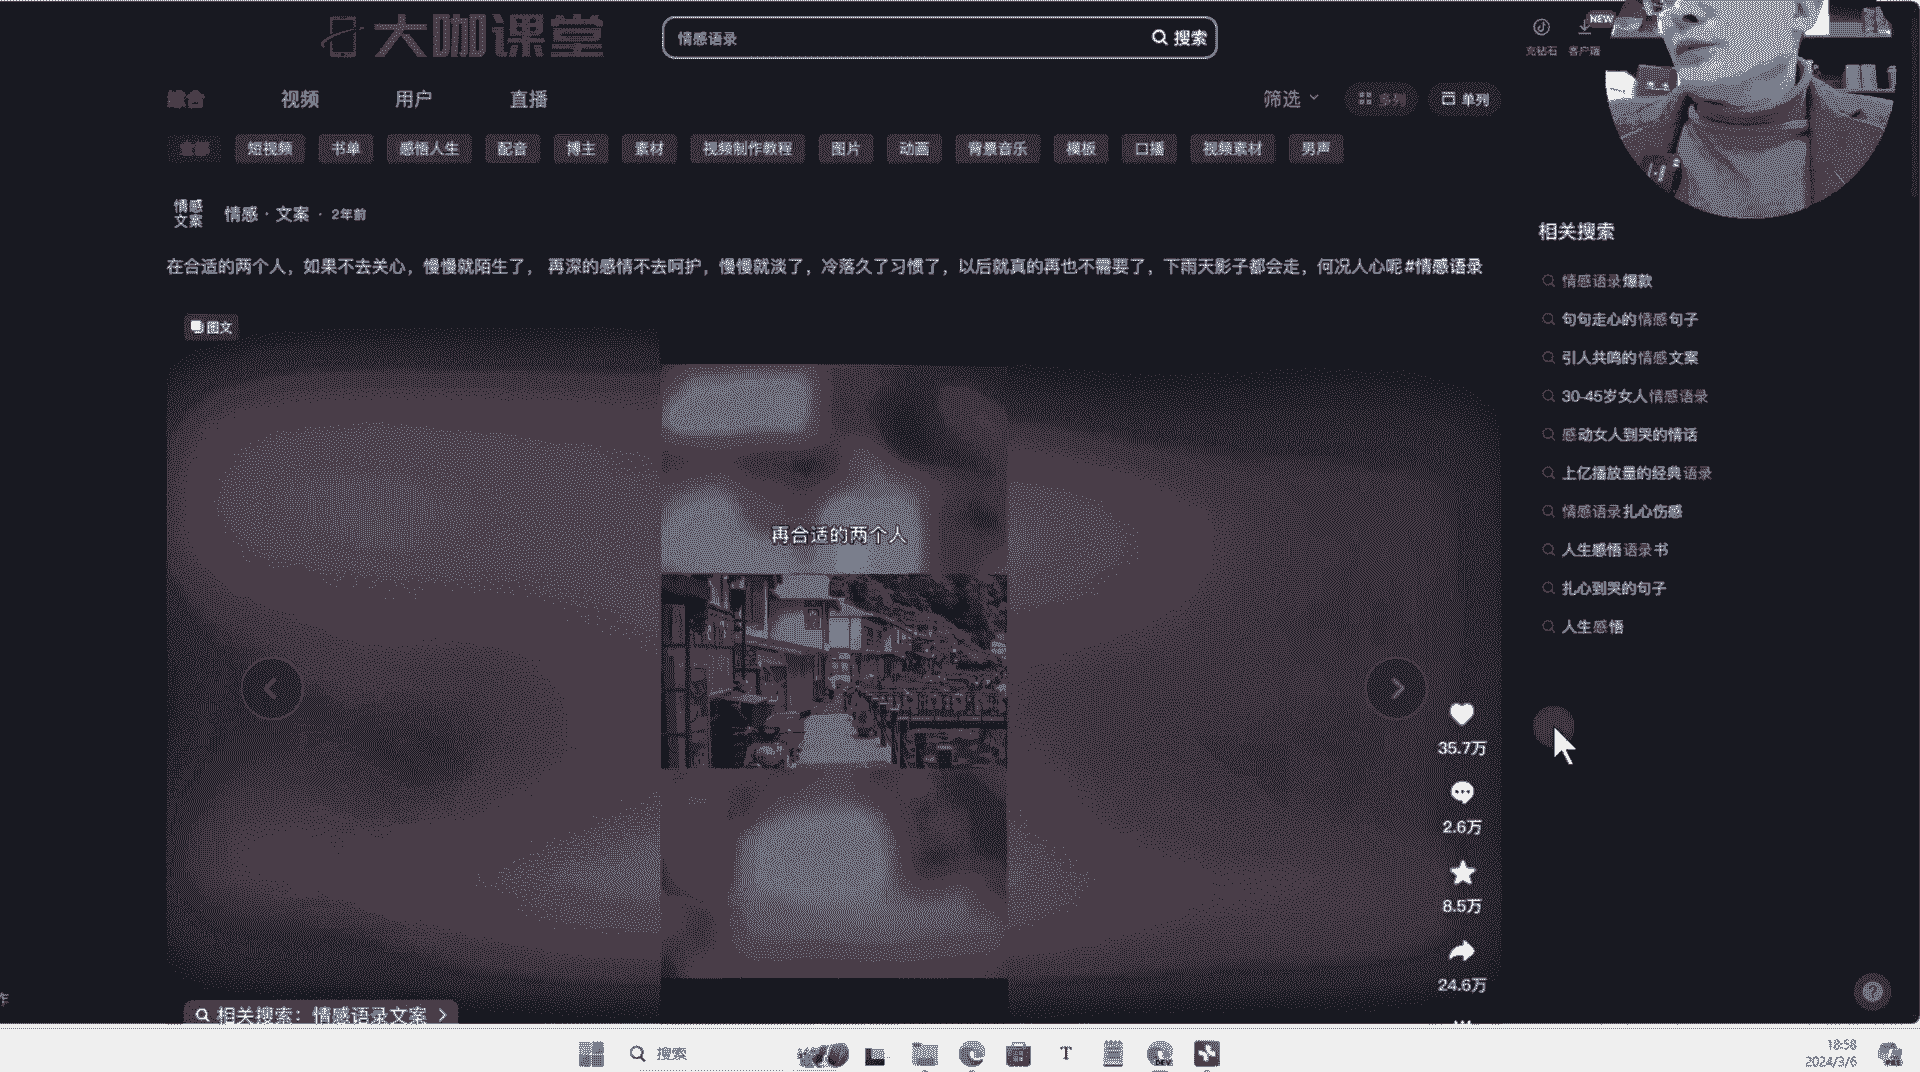 大咖课堂
情感语录
搜索
充钻石
NEW
客户端
综合 视频 用户 直播
筛选 多列 单列
全部 短视频 书单 感悟人生 配音 博主 素材 视频制作教程 图片 动画 背景音乐 模板 口播 视频素材 男声
情感
文案
情感 · 文案 · 2年前
在合适的两个人，如果不去关心，慢慢就陌生了， 再深的感情不去呵护，慢慢就淡了，冷落久了习惯了，以后就真的再也不需要了，下雨天影子都会走，何况人心呢#情感语录
图文
再合适的两个人
35.7万
2.6万
8.5万
24.6万
相关搜索：情感语录文案
相关搜索
情感语录爆款
句句走心的情感句子
引人共鸣的情感文案
30-45岁女人情感语录
感动女人到哭的情话
上亿播放量的经典语录
情感语录扎心伤感
人生感悟语录书
扎心到哭的句子
人生感悟
作
搜索
T
DEV
18:58
2024/3/6